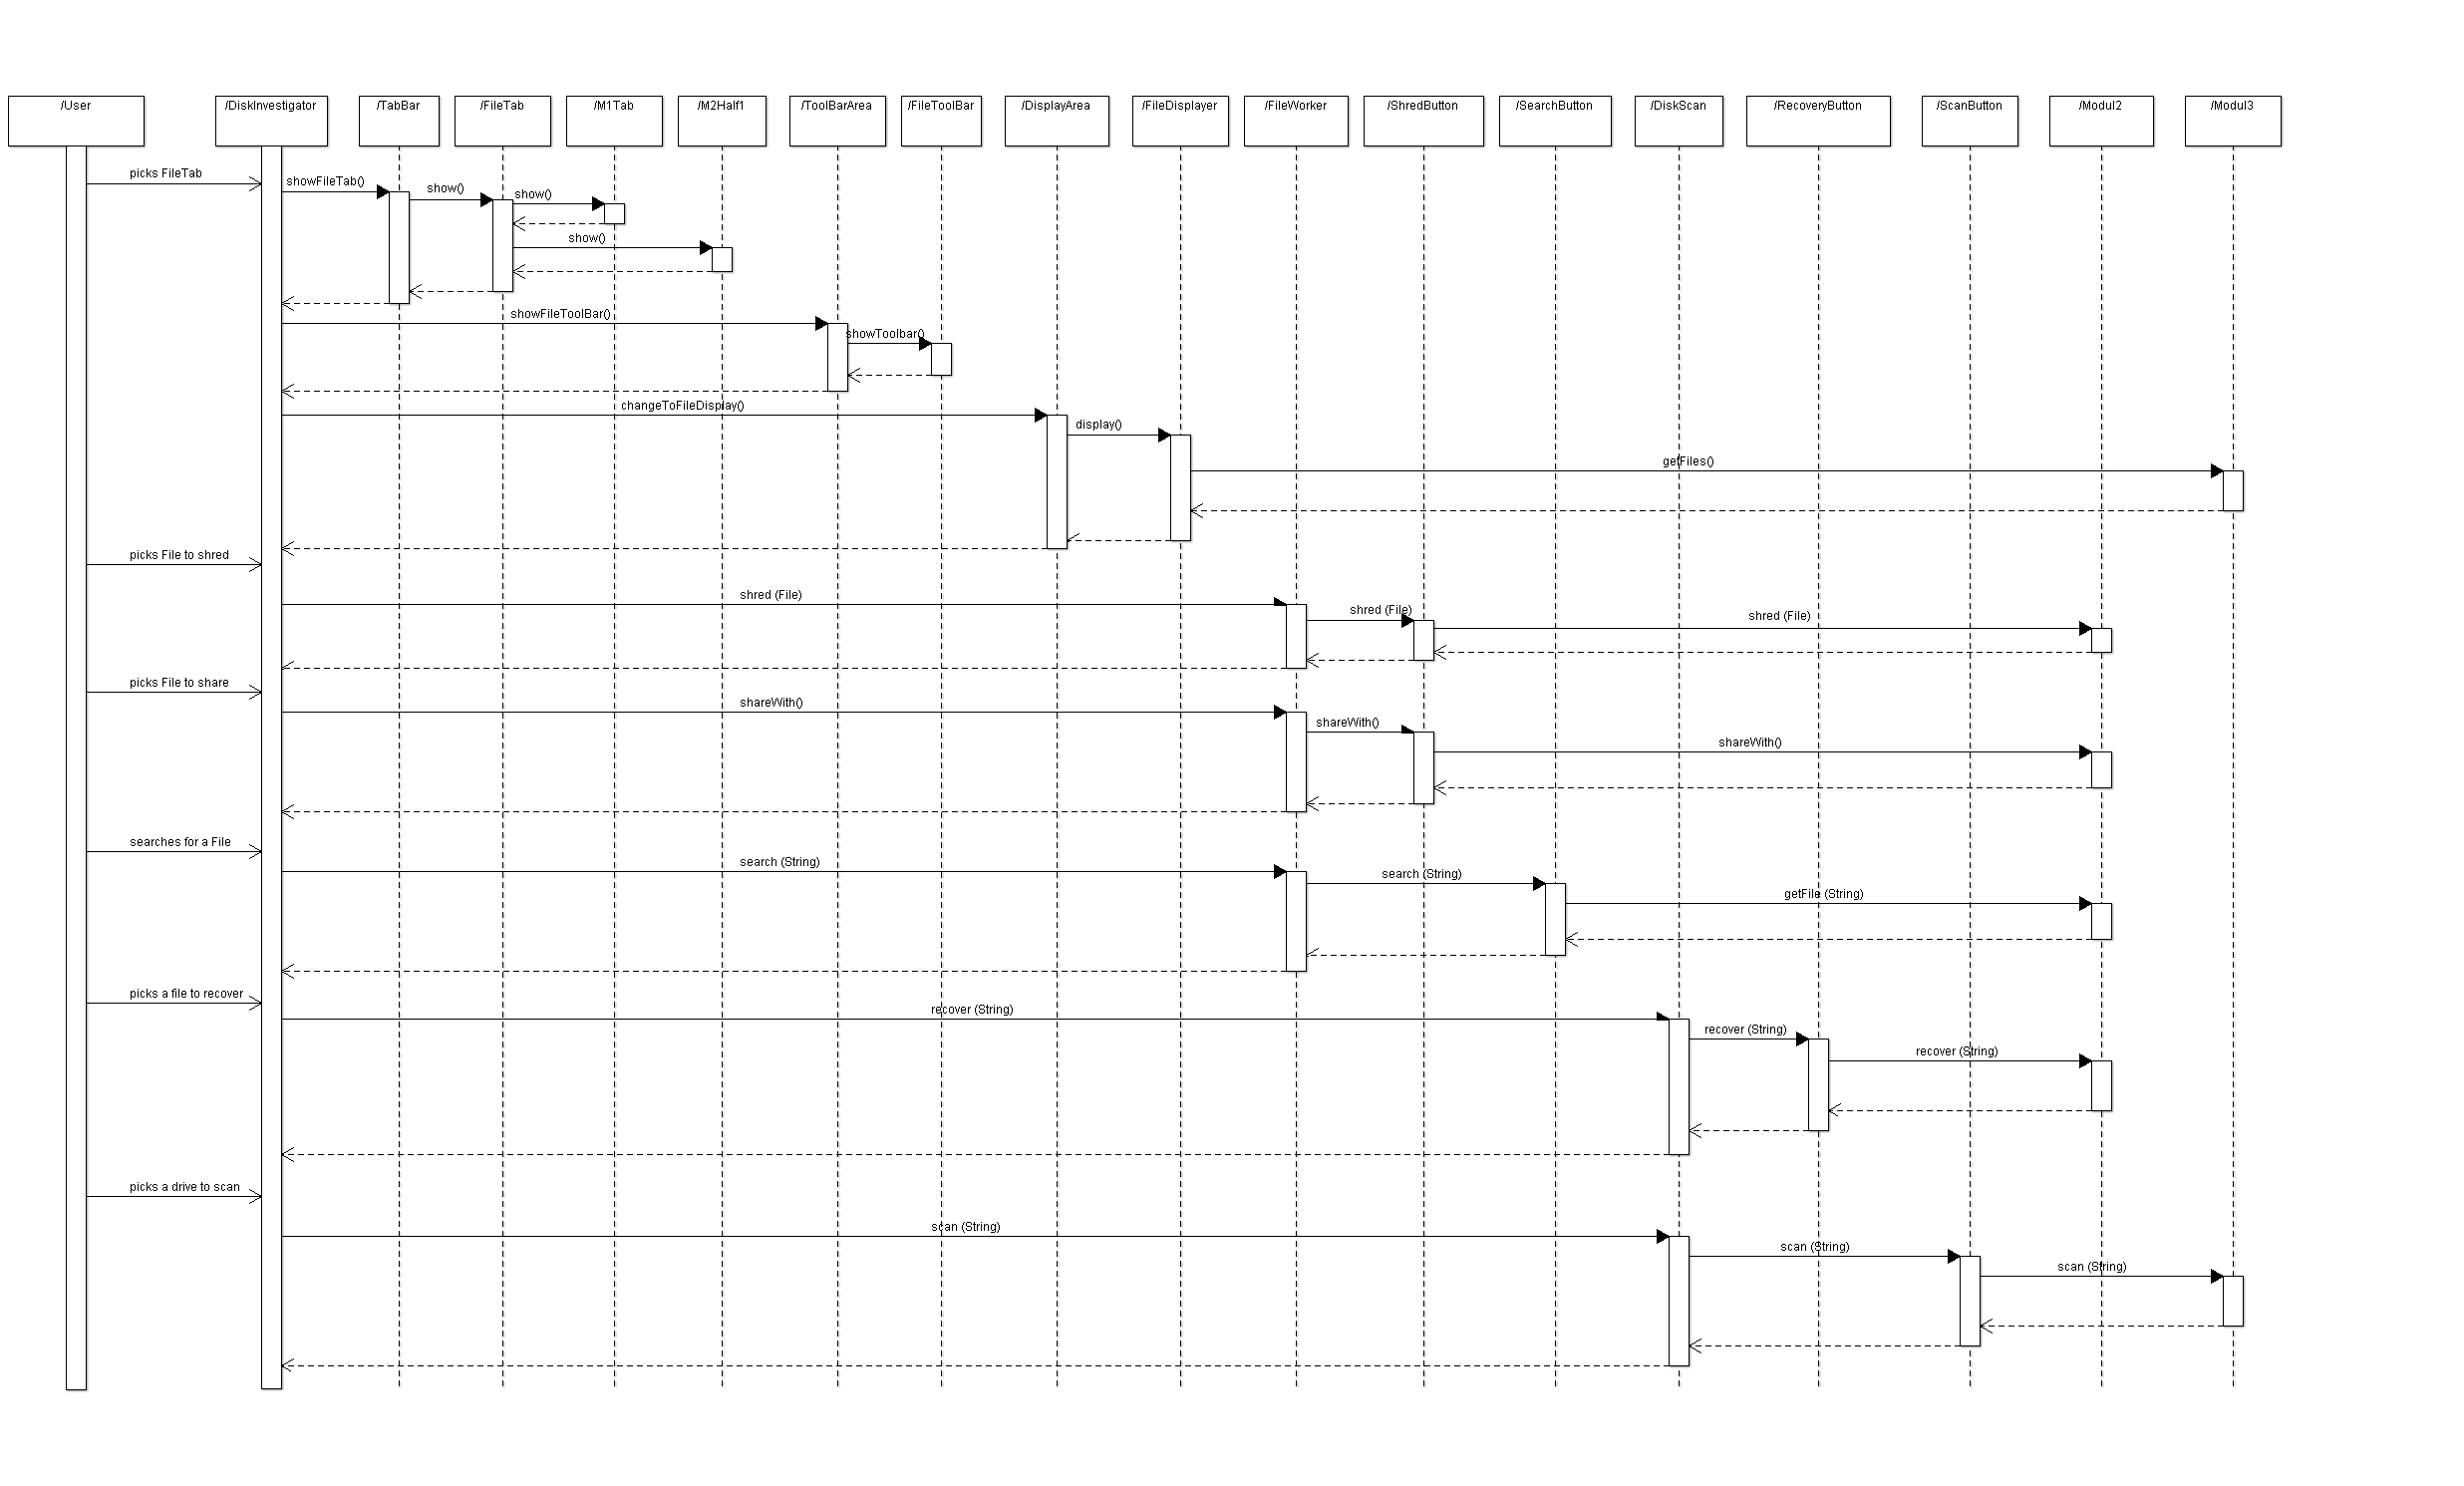 /User
/DiskInvestigator
/TabBar
/FileTab
/M1Tab
/M2Half1
/ToolBarArea
/FileToolBar
/DisplayArea
/FileDisplayer
/FileWorker
/ShredButton
/SearchButton
/DiskScan
/RecoveryButton
/ScanButton
/Modul2
/Modul3
picks FileTab
showFileTab()
show()
show()
show()
showFileToolBar()
showToolbar()
changeToFileDisplay()
display()
getFiles()
picks File to shred
shred (File)
shred (File)
shred (File)
picks File to share
shareWith()
shareWith()
shareWith()
searches for a File
search (String)
search (String)
getFile (String)
picks a file to recover
recover (String)
recover (String)
recover (String)
picks a drive to scan
scan (String)
scan (String)
scan (String)